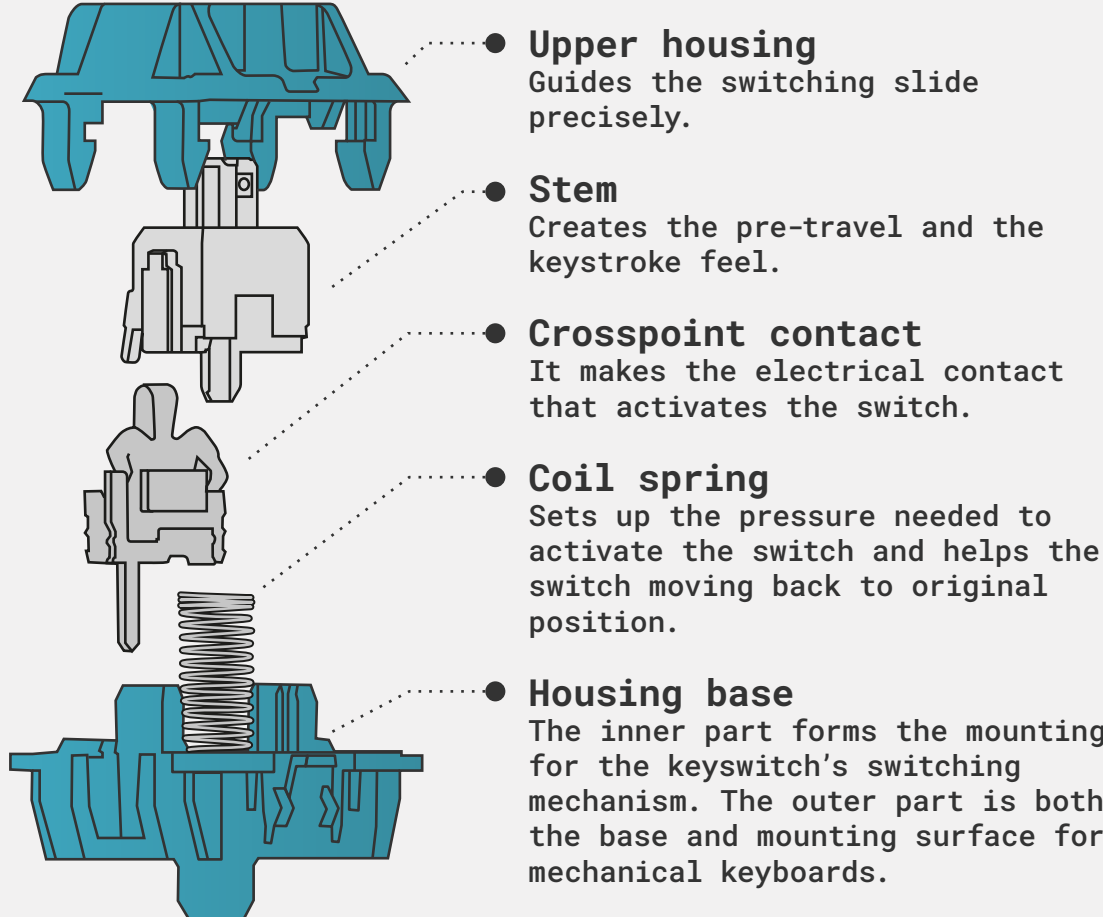 Upper housing
Guides the switching slide
precisely.
Stem
Creates the pre-travel and the
keystroke feel.
Crosspoint contact
It makes the electrical contact
that activates the switch.
Coil spring
Sets up the pressure needed to
activate the switch and helps the
switch moving back to original
position.
Housing base
The inner part forms the mounting
for the keyswitch’s switching
mechanism. The outer part is both
the base and mounting surface for
mechanical keyboards.